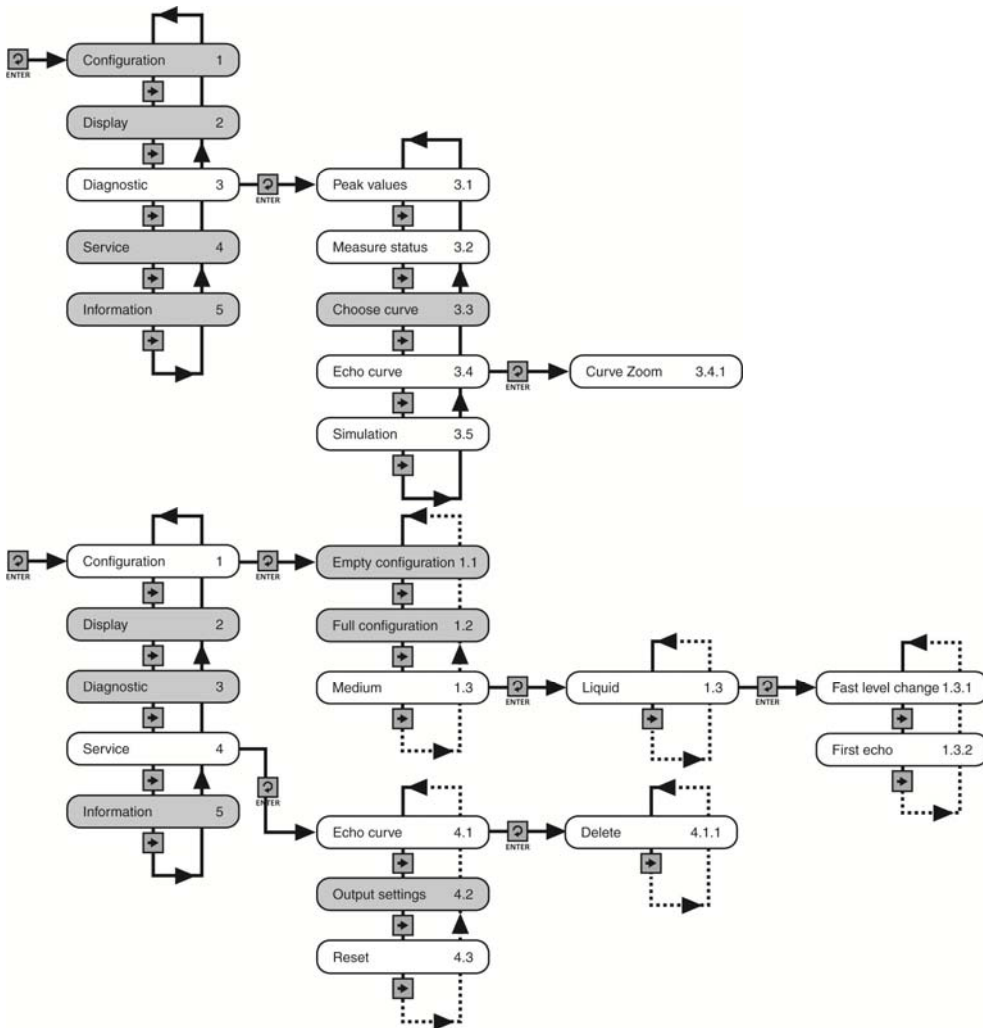 Configuration 1
ENTER
Display 2
Diagnostic 3
ENTER
Peak values 3.1
Service 4
Measure status 3.2
Information 5
Choose curve 3.3
Echo curve 3.4
ENTER
Curve Zoom 3.4.1
Simulation 3.5
Configuration 1
ENTER
ENTER
Empty configuration 1.1
Display 2
Full configuration 1.2
Diagnostic 3
Medium 1.3
ENTER
Liquid 1.3
ENTER
Fast level change 1.3.1
Service 4
First echo 1.3.2
ENTER
Information 5
Echo curve 4.1
ENTER
Delete 4.1.1
Output settings 4.2
Reset 4.3